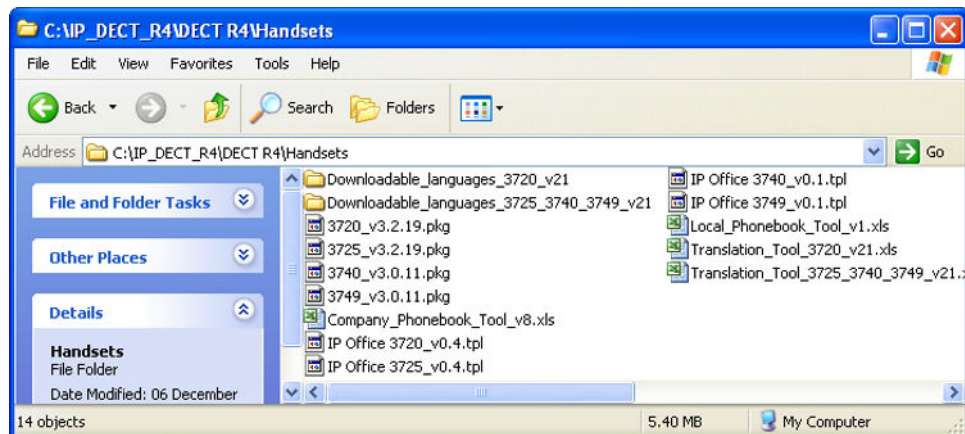 C:\IP_DECT_R4\DECT R4\Handsets
File Edit View Favorites Tools Help
Back Search Folders
Address C:\IP_DECT_R4\DECT R4\Handsets Go
File and Folder Tasks
Other Places
Details
Handsets
File Folder
Date Modified: 06 December
Downloadable_languages_3720_v21
Downloadable_languages_3725_3740_3749_v21
3720_v3.2.19.pkg
3725_v3.2.19.pkg
3740_v3.0.11.pkg
3749_v3.0.11.pkg
Company_Phonebook_Tool_v8.xls
IP Office 3720_v0.4.tpl
IP Office 3725_v0.4.tpl
IP Office 3740_v0.1.tpl
IP Office 3749_v0.1.tpl
Local_Phonebook_Tool_v1.xls
Translation_Tool_3720_v21.xls
Translation_Tool_3725_3740_3749_v21.
14 objects 5.40 MB My Computer